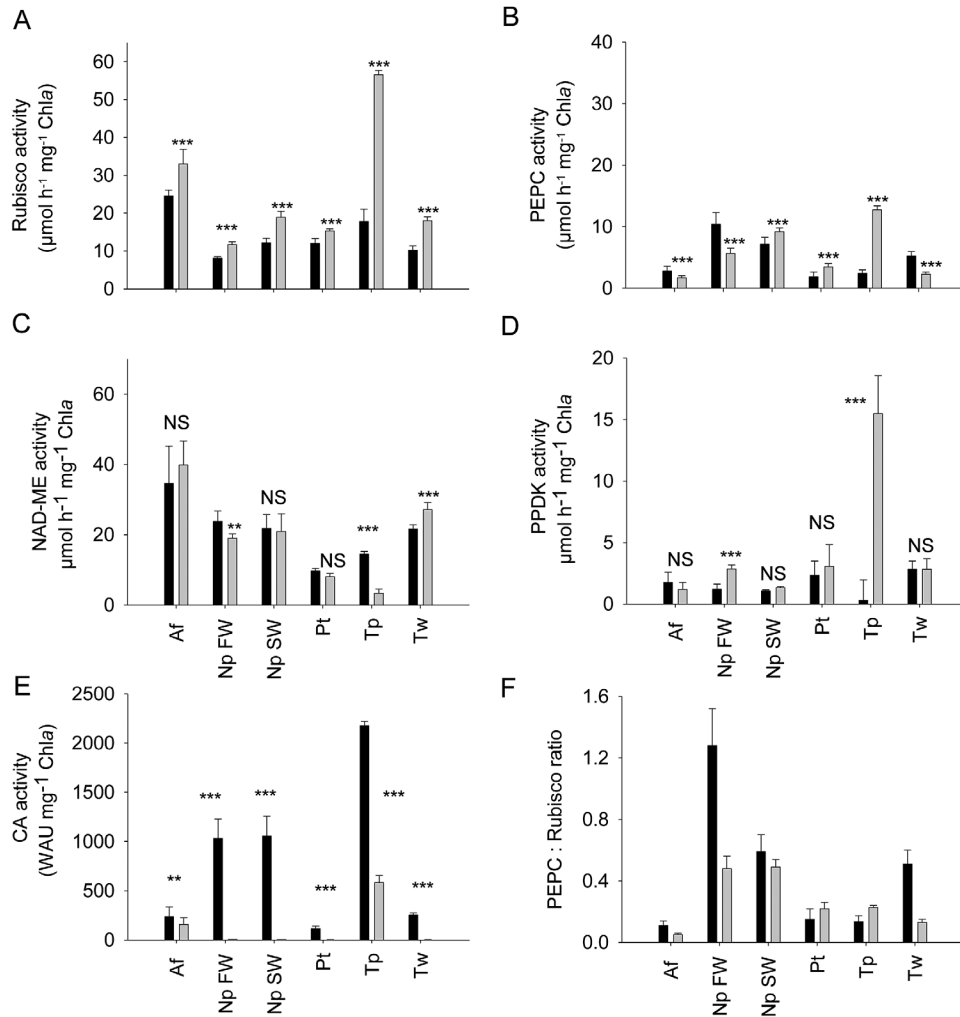 A
Rubisco activity
(µmol h⁻¹ mg⁻¹ Chla)
60
50
40
30
20
10
0
***
***
***
***
***
***
B
PEPC activity
(µmol h⁻¹ mg⁻¹ Chla)
40
30
20
10
0
***
***
***
***
***
***
C
NAD-ME activity
µmol h⁻¹ mg⁻¹ Chla
60
40
20
0
NS
**
NS
NS
***
***
Af
Np FW
Np SW
Pt
Tp
Tw
D
PPDK activity
µmol h⁻¹ mg⁻¹ Chla
20
15
10
5
0
NS
***
NS
NS
***
NS
Af
Np FW
Np SW
Pt
Tp
Tw
E
CA activity
(WAU mg⁻¹ Chla)
2500
2000
1500
1000
500
0
**
***
***
***
***
***
Af
Np FW
Np SW
Pt
Tp
Tw
F
PEPC : Rubisco ratio
1.6
1.2
0.8
0.4
0.0
Af
Np FW
Np SW
Pt
Tp
Tw